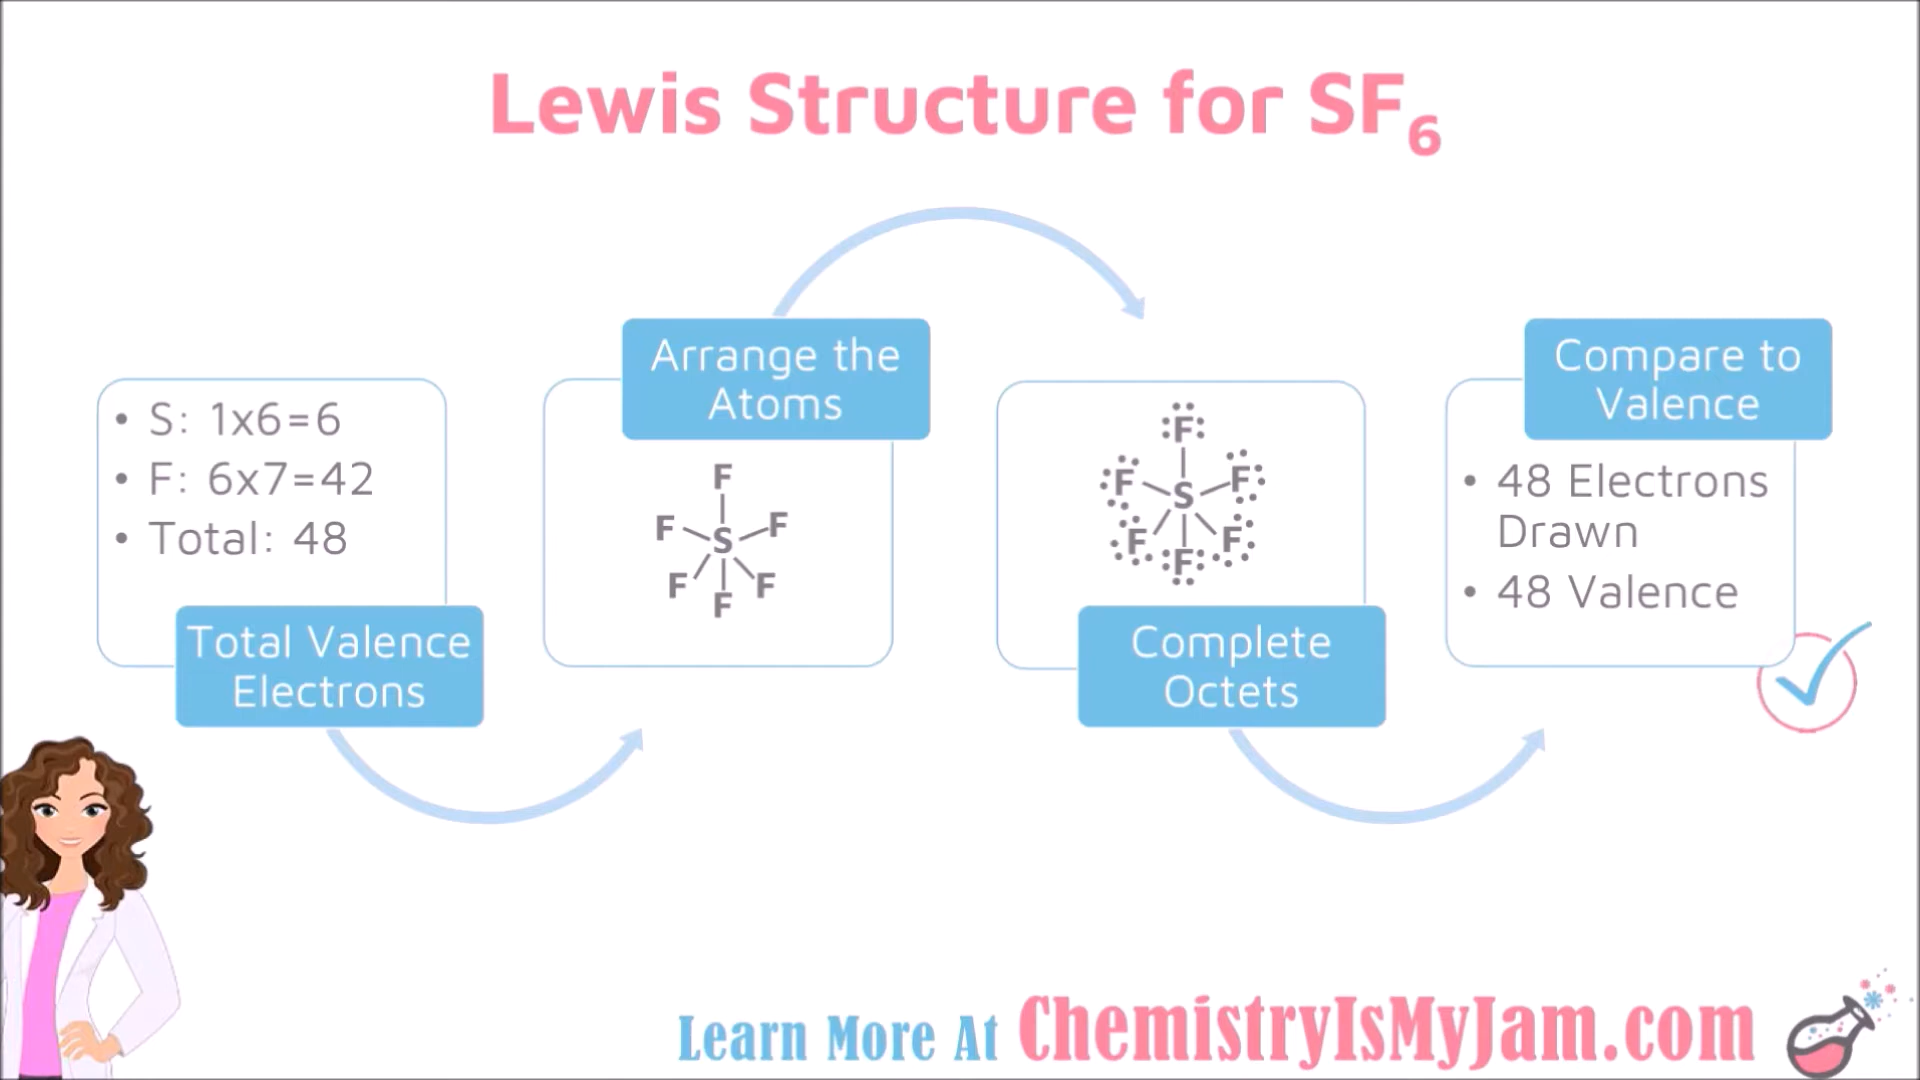 Lewis Structure for SF6
• S: 1x6=6
• F: 6x7=42
• Total: 48
Total Valence
Electrons
Arrange the
Atoms
F
F F
S
F F
F
:F:
:F F:
S
:F F:
:F:
Complete
Octets
Compare to
Valence
• 48 Electrons
Drawn
• 48 Valence
Learn More At ChemistryIsMyJam.com